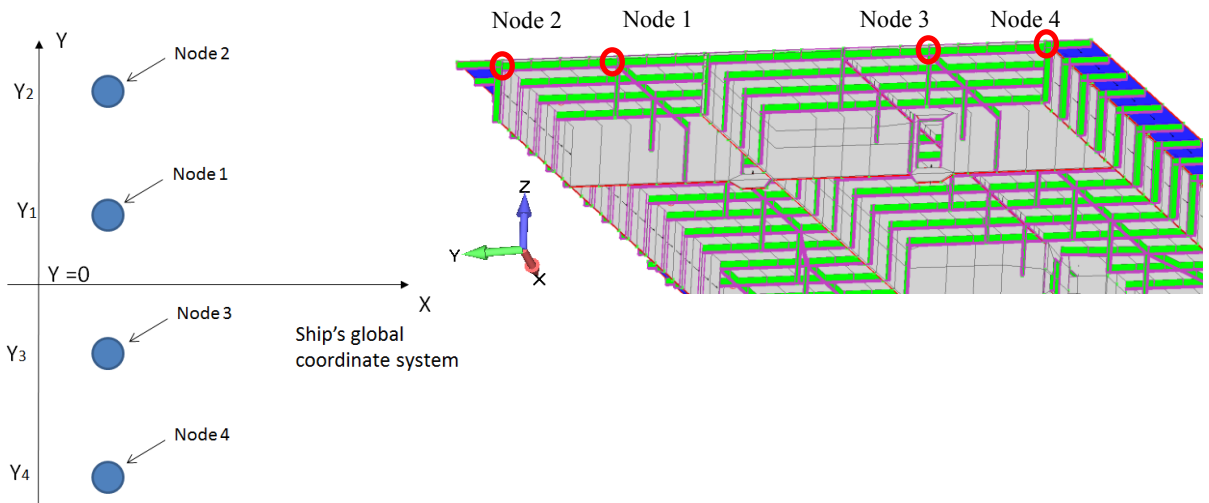 Y
Node 2
Y2
Node 1
Y1
Y =0
X
Node 3
Ship's global
coordinate system
Y3
Node 4
Y4
Node 2 Node 1 Node 3 Node 4
Z
Y
X